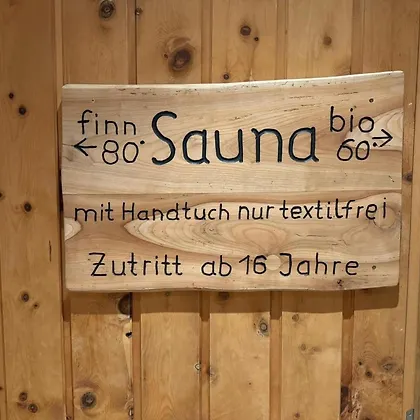 finn. Sauna bio.
← 80° 60° →
mit Handtuch nur textilfrei
Zutritt ab 16 Jahre